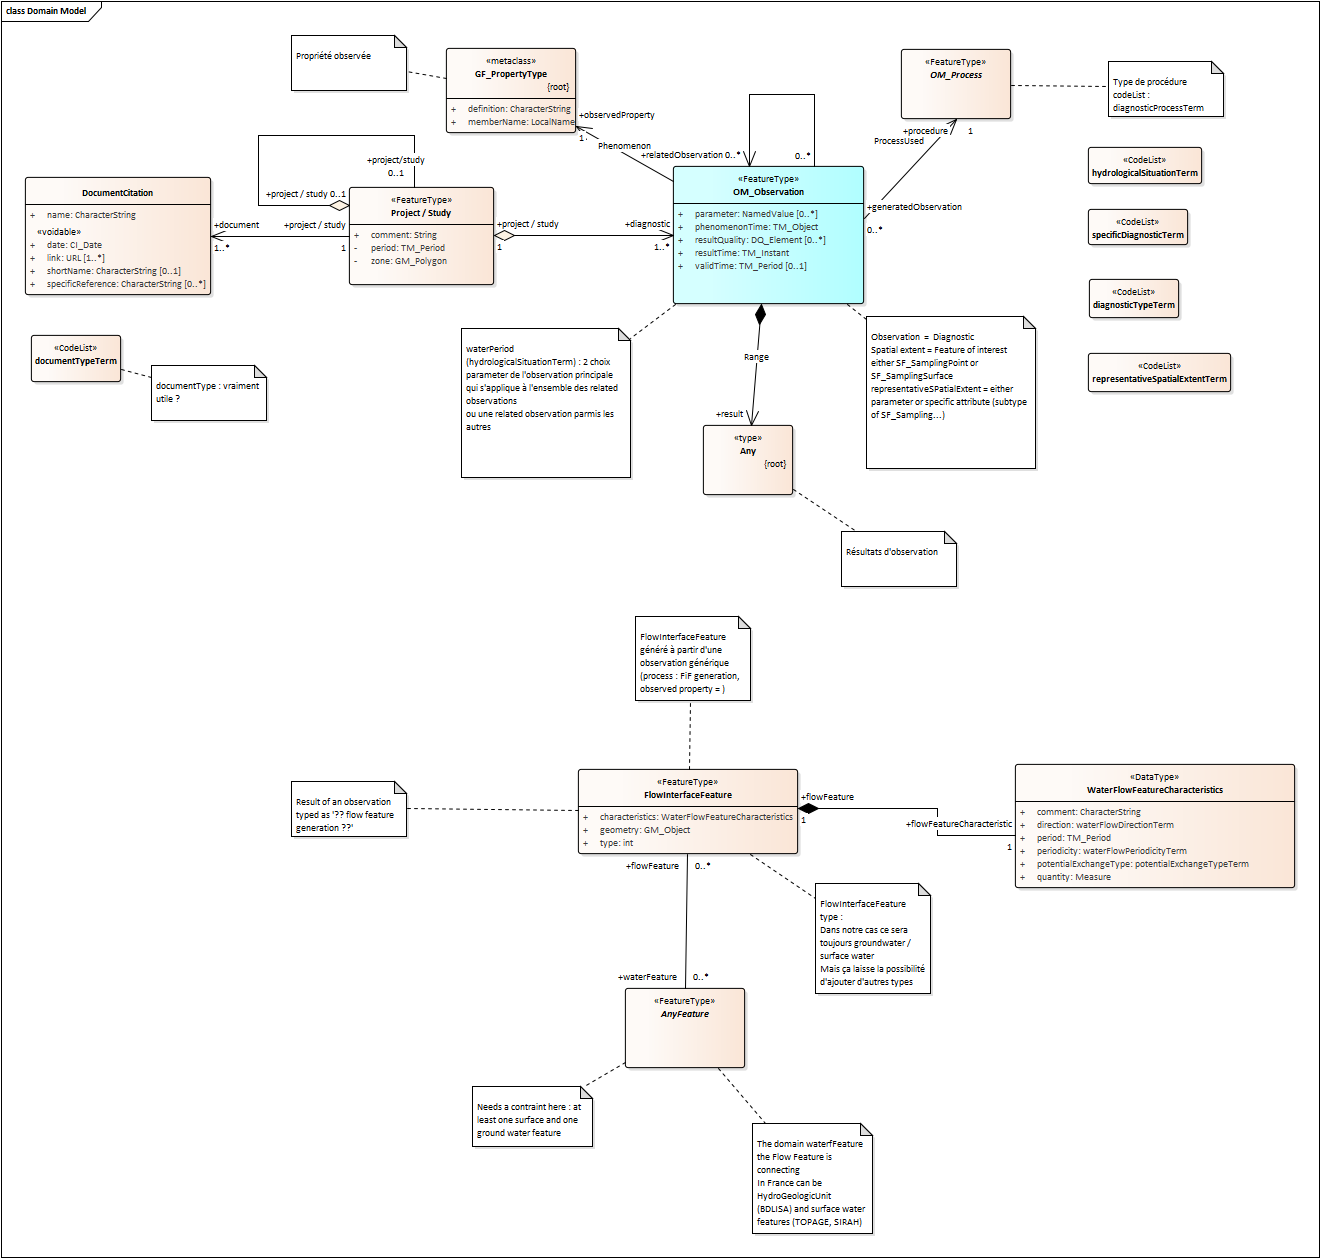 class Domain Model
Propriété observée
«metaclass»
GF_PropertyType
{root}
+ definition: CharacterString
+ memberName: LocalName
«FeatureType»
OM_Process
Type de procédure
codeList :
diagnosticProcessTerm
+observedProperty
1..
Phenomenon
+relatedObservation 0..*
0..*
+procedure
1
ProcessUsed
+generatedObservation
0..*
«CodeList»
hydrologicalSituationTerm
«CodeList»
specificDiagnosticTerm
«CodeList»
diagnosticTypeTerm
«CodeList»
representativeSpatialExtentTerm
DocumentCitation
+ name: CharacterString
«voidable»
+ date: CI_Date
+ link: URL [1..*]
+ shortName: CharacterString [0..1]
+ specificReference: CharacterString [0..*]
+document
1..*
+project / study
1
+project/study
0..1
+project / study 0..1
«FeatureType»
Project / Study
+ comment: String
- period: TM_Period
- zone: GM_Polygon
+project / study
1
+diagnostic
1..*
«FeatureType»
OM_Observation
+ parameter: NamedValue [0..*]
+ phenomenonTime: TM_Object
+ resultQuality: DQ_Element [0..*]
+ resultTime: TM_Instant
+ validTime: TM_Period [0..1]
«CodeList»
documentTypeTerm
documentType : vraiment
utile ?
waterPeriod
(hydrologicalSituationTerm) : 2 choix
parameter de l'observation principale
qui s'applique à l'ensemble des related
observations
ou une related observation parmis les
autres
Range
+result
Observation = Diagnostic
Spatial extent = Feature of interest
either SF_SamplingPoint or
SF_SamplingSurface
representativeSPatialExtent = either
parameter or specific attribute (subtype
of SF_Sampling...)
«type»
Any
{root}
Résultats d'observation
FlowInterfaceFeature
généré à partir d'une
observation générique
(process : FiF generation,
observed property = )
Result of an observation
typed as '?? flow feature
generation ??'
«FeatureType»
FlowInterfaceFeature
+ characteristics: WaterFlowFeatureCharacteristics
+ geometry: GM_Object
+ type: int
+flowFeature
1
+flowFeatureCharacteristic
1
«DataType»
WaterFlowFeatureCharacteristics
+ comment: CharacterString
+ direction: waterFlowDirectionTerm
+ period: TM_Period
+ periodicity: waterFlowPeriodicityTerm
+ potentialExchangeType: potentialExchangeTypeTerm
+ quantity: Measure
+flowFeature
0..*
FlowInterfaceFeature
type :
Dans notre cas ce sera
toujours groundwater /
surface water
Mais ça laisse la possibilité
d'ajouter d'autres types
+waterFeature
0..*
«FeatureType»
AnyFeature
Needs a contraint here : at
least one surface and one
ground water feature
The domain waterfFeature
the Flow Feature is
connecting
In France can be
HydroGeologicUnit
(BDLISA) and surface water
features (TOPAGE, SIRAH)